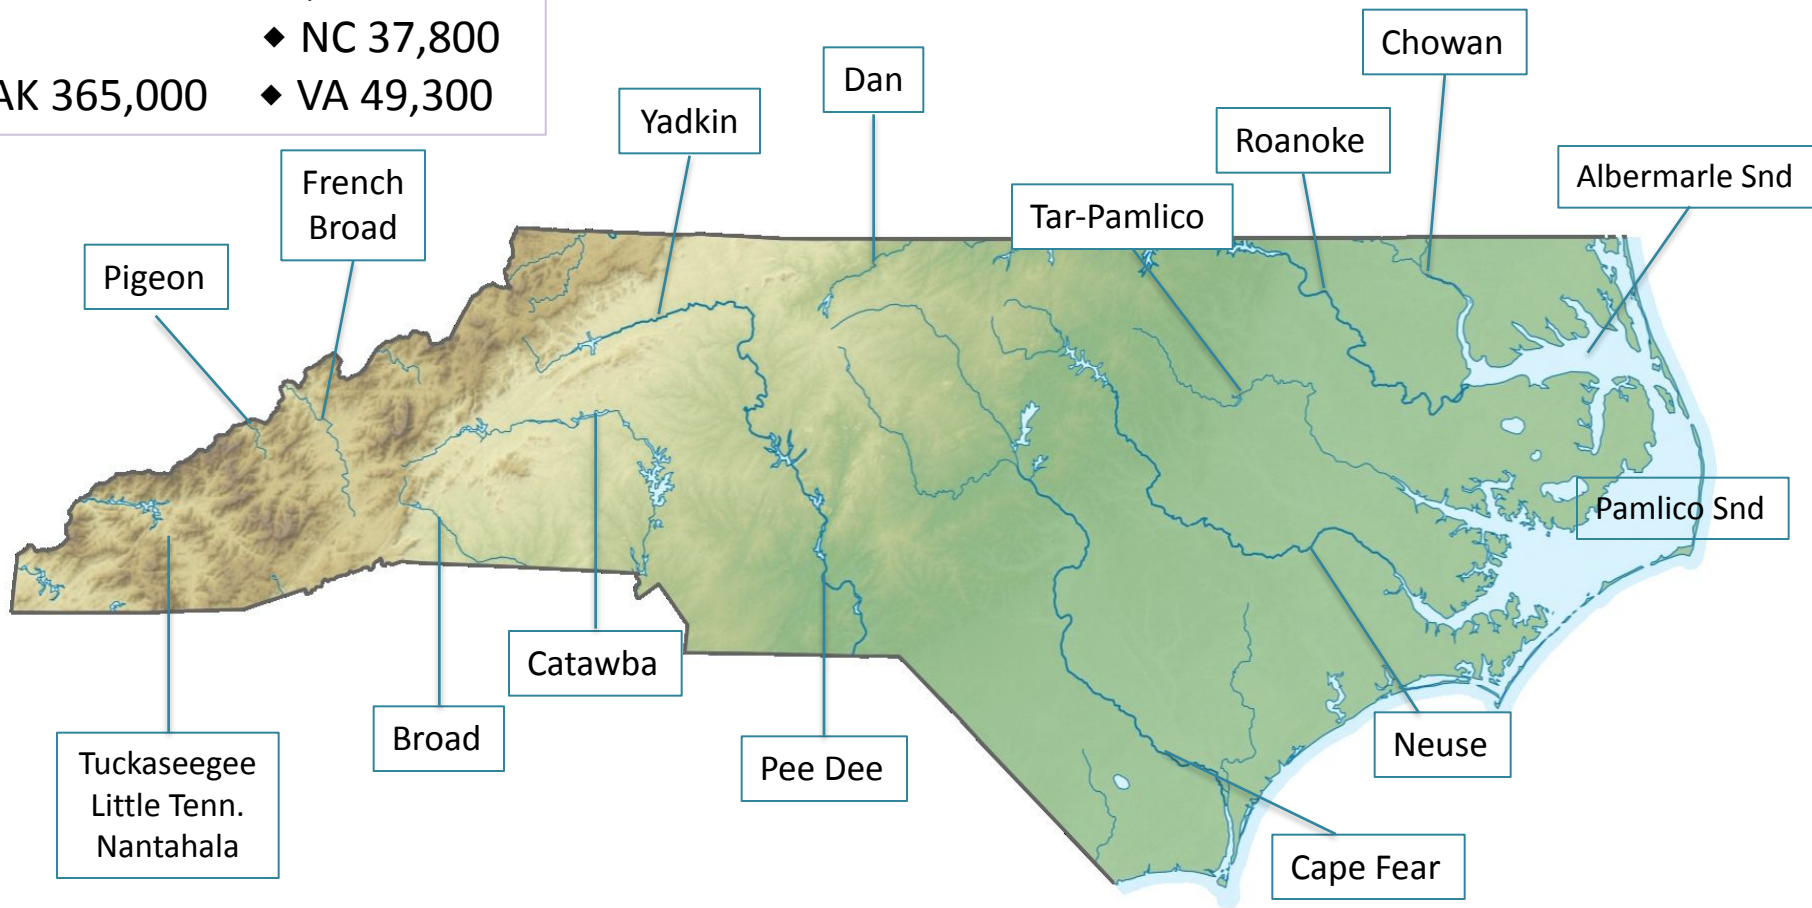 ◆ NC 37,800
AK 365,000 ◆ VA 49,300
Chowan
Dan
Yadkin
Roanoke
French
Broad
Albermarle Snd
Tar-Pamlico
Pigeon
Pamlico Snd
Catawba
Broad
Neuse
Pee Dee
Tuckaseegee
Little Tenn.
Nantahala
Cape Fear